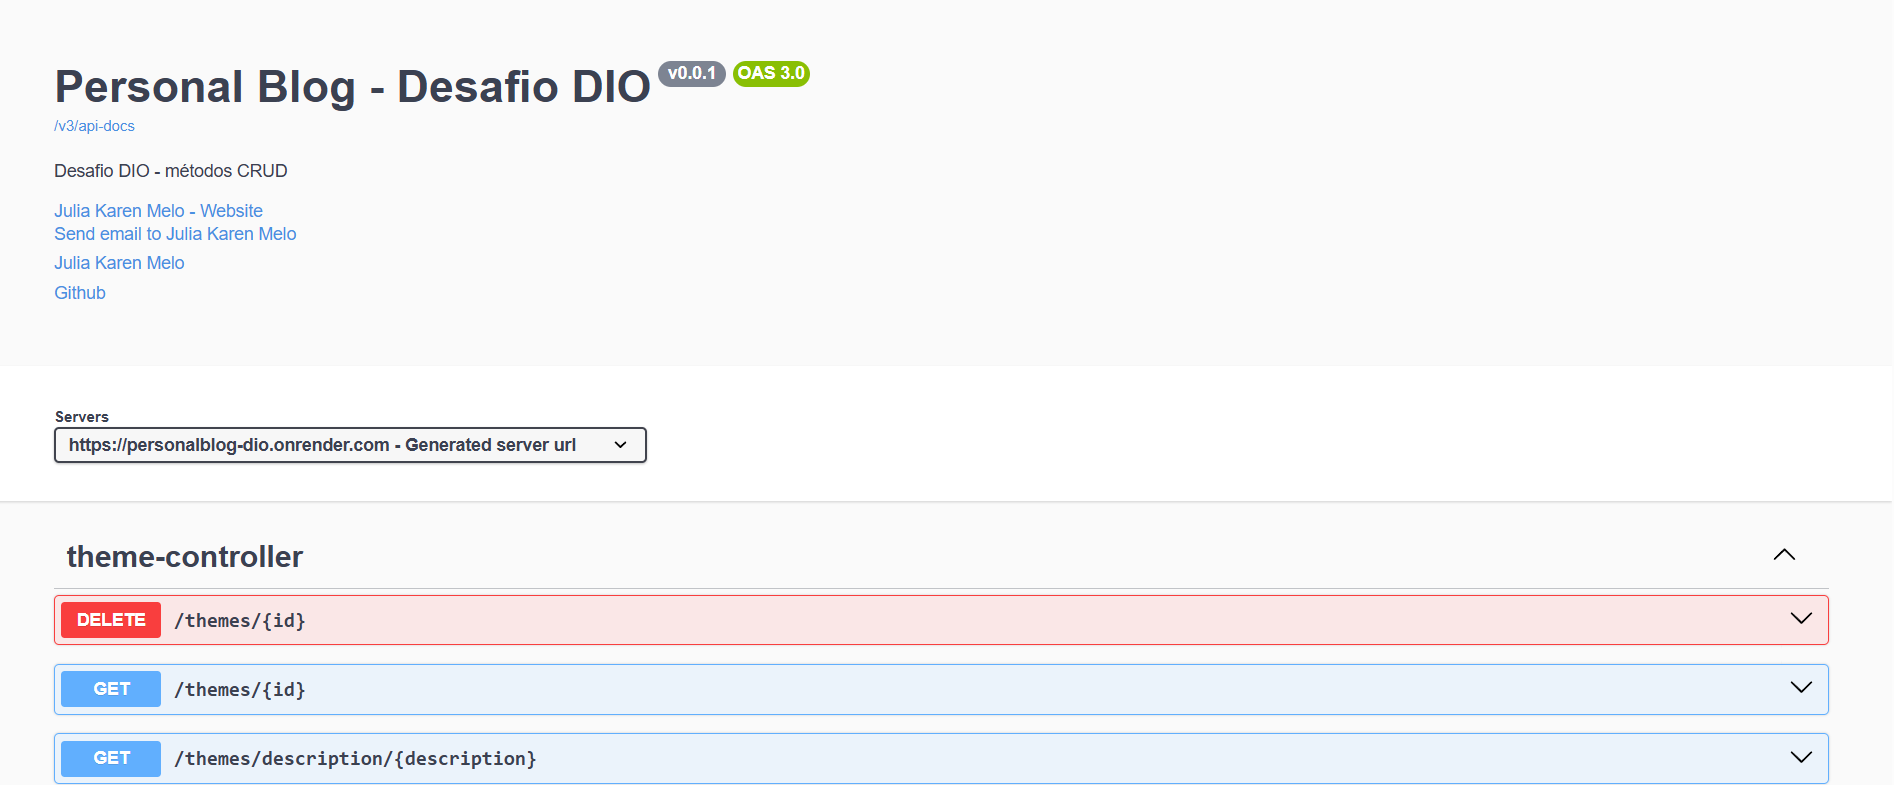 Personal Blog - Desafio DIO v0.0.1 OAS 3.0
/v3/api-docs
Desafio DIO - métodos CRUD
Julia Karen Melo - Website
Send email to Julia Karen Melo
Julia Karen Melo
Github
Servers
https://personalblog-dio.onrender.com - Generated server url
theme-controller
DELETE /themes/{id}
GET /themes/{id}
GET /themes/description/{description}